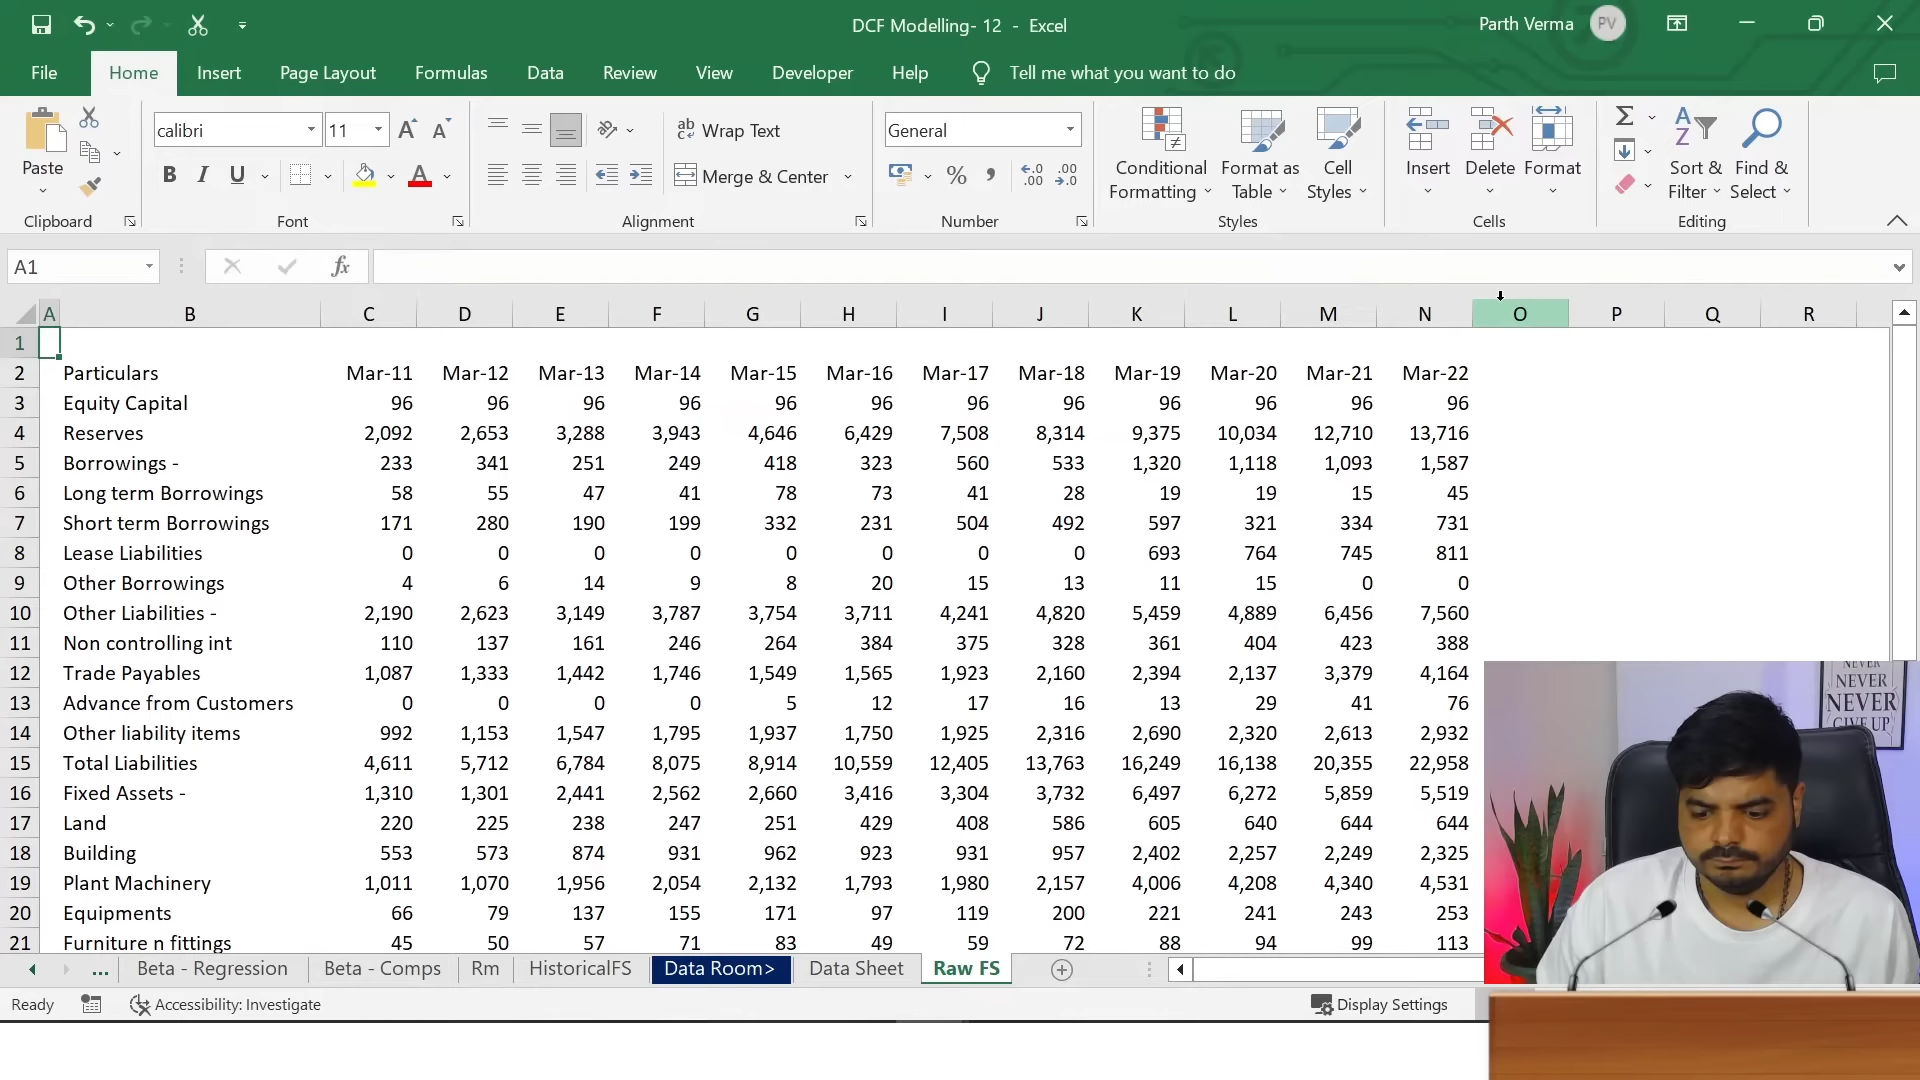 DCF Modelling- 12 - Excel
Parth Verma PV
File Home Insert Page Layout Formulas Data Review View Developer Help Tell me what you want to do
calibri 11 ab Wrap Text General
Paste Conditional Formatting Format as Table Cell Styles Insert Delete Format Sort & Filter Find & Select
B I U A Merge & Center % , .00
Clipboard Font Alignment Number Styles Cells Editing
A1 fx
A B C D E F G H I J K L M N O P Q R
1
2 Particulars Mar-11 Mar-12 Mar-13 Mar-14 Mar-15 Mar-16 Mar-17 Mar-18 Mar-19 Mar-20 Mar-21 Mar-22
3 Equity Capital 96 96 96 96 96 96 96 96 96 96 96 96
4 Reserves 2,092 2,653 3,288 3,943 4,646 6,429 7,508 8,314 9,375 10,034 12,710 13,716
5 Borrowings - 233 341 251 249 418 323 560 533 1,320 1,118 1,093 1,587
6 Long term Borrowings 58 55 47 41 78 73 41 28 19 19 15 45
7 Short term Borrowings 171 280 190 199 332 231 504 492 597 321 334 731
8 Lease Liabilities 0 0 0 0 0 0 0 0 693 764 745 811
9 Other Borrowings 4 6 14 9 8 20 15 13 11 15 0 0
10 Other Liabilities - 2,190 2,623 3,149 3,787 3,754 3,711 4,241 4,820 5,459 4,889 6,456 7,560
11 Non controlling int 110 137 161 246 264 384 375 328 361 404 423 388
12 Trade Payables 1,087 1,333 1,442 1,746 1,549 1,565 1,923 2,160 2,394 2,137 3,379 4,164
13 Advance from Customers 0 0 0 0 5 12 17 16 13 29 41 76
14 Other liability items 992 1,153 1,547 1,795 1,937 1,750 1,925 2,316 2,690 2,320 2,613 2,932
15 Total Liabilities 4,611 5,712 6,784 8,075 8,914 10,559 12,405 13,763 16,249 16,138 20,355 22,958
16 Fixed Assets - 1,310 1,301 2,441 2,562 2,660 3,416 3,304 3,732 6,497 6,272 5,859 5,519
17 Land 220 225 238 247 251 429 408 586 605 640 644 644
18 Building 553 573 874 931 962 923 931 957 2,402 2,257 2,249 2,325
19 Plant Machinery 1,011 1,070 1,956 2,054 2,132 1,793 1,980 2,157 4,006 4,208 4,340 4,531
20 Equipments 66 79 137 155 171 97 119 200 221 241 243 253
21 Furniture n fittings 45 50 57 71 83 49 59 72 88 94 99 113
NEVER
NEVER
NEVER
GIVE UP
... Beta - Regression Beta - Comps Rm HistoricalFS Data Room> Data Sheet Raw FS
Ready Accessibility: Investigate Display Settings